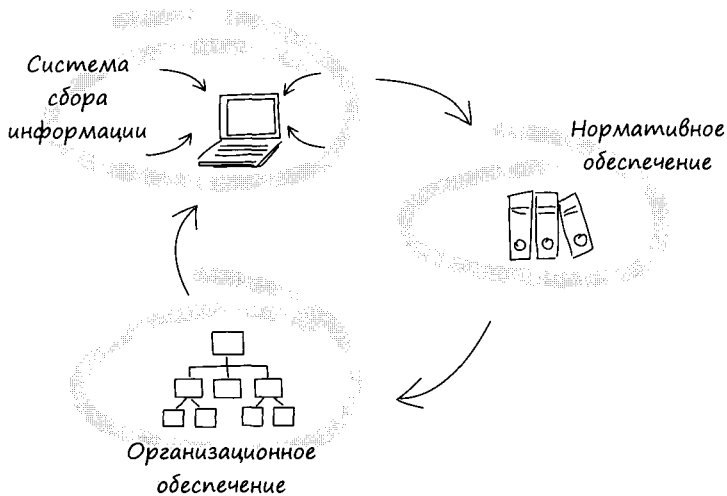 Система
сбора
информации
Нормативное
обеспечение
Организационное
обеспечение